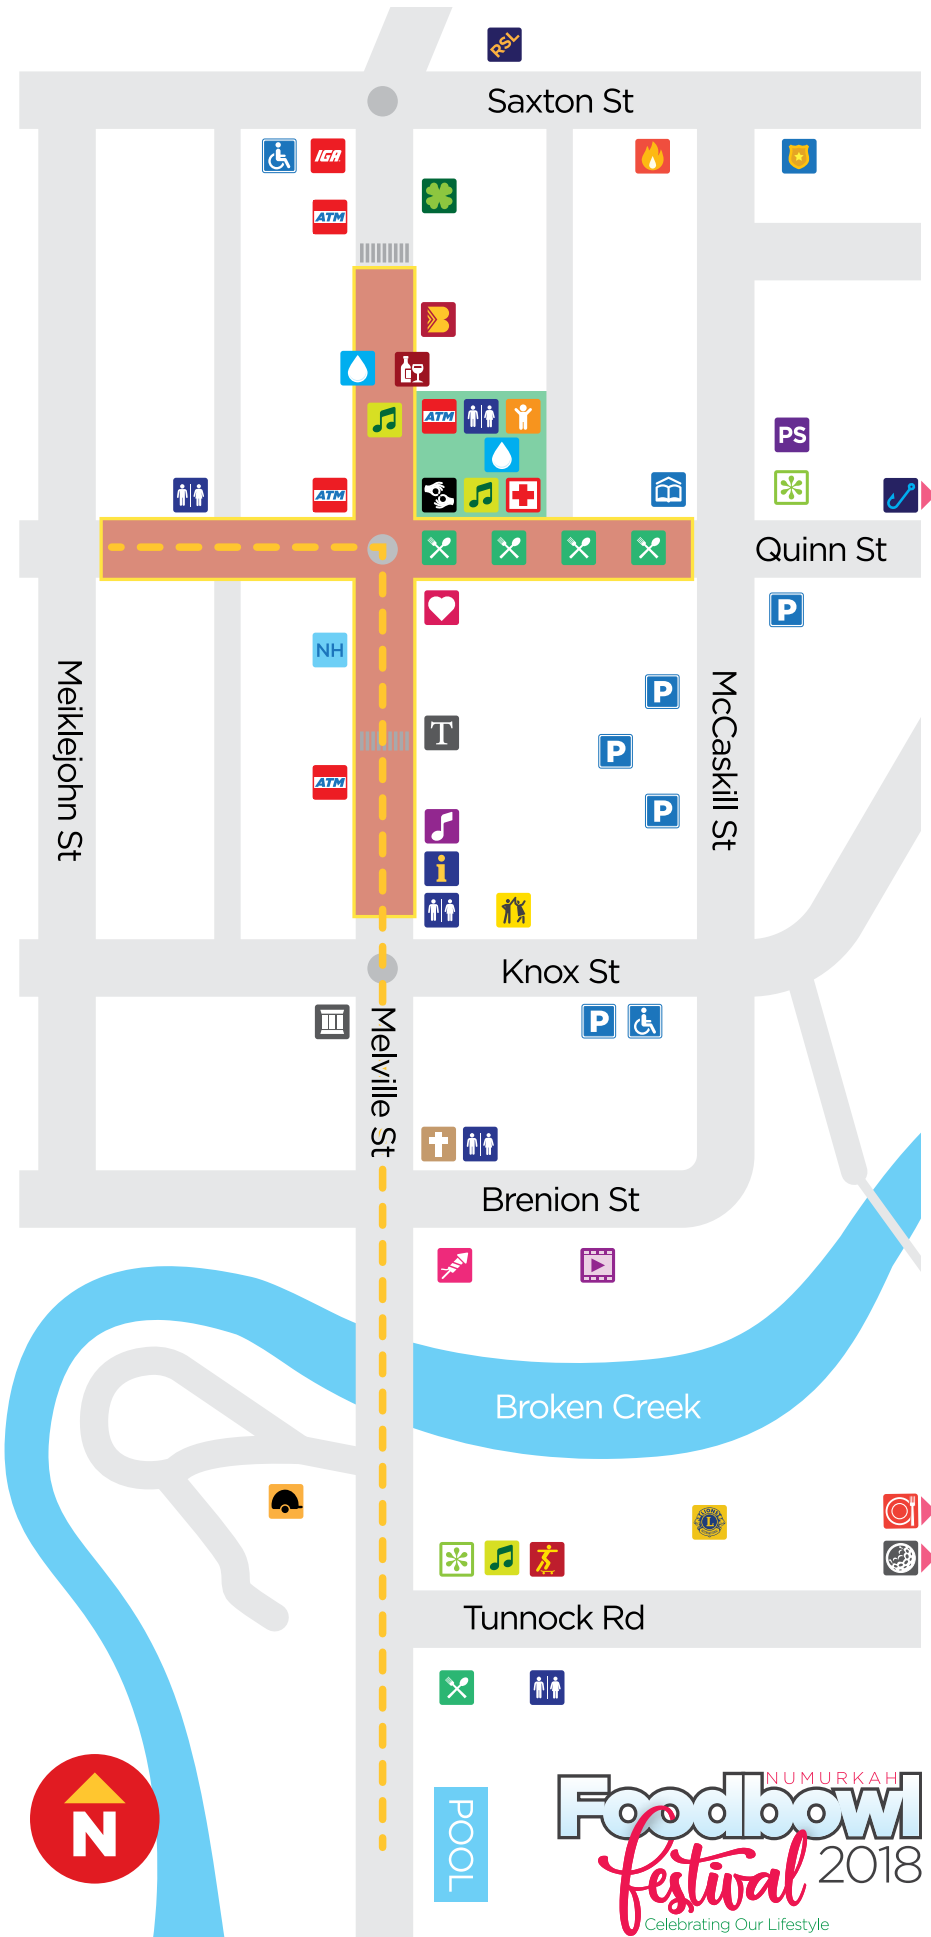 RSL
Saxton St
IGA
ATM
B
ATM
PS
ATM
Quinn St
P
NH
P
Meiklejohn St
McCaskill St
T
P
ATM
P
i
Knox St
P
Melville St
Brenion St
Broken Creek
LIONS
L
Tunnock Rd
POOL
N
NUMURKAH
Foodbowl
festival 2018
Celebrating Our Lifestyle